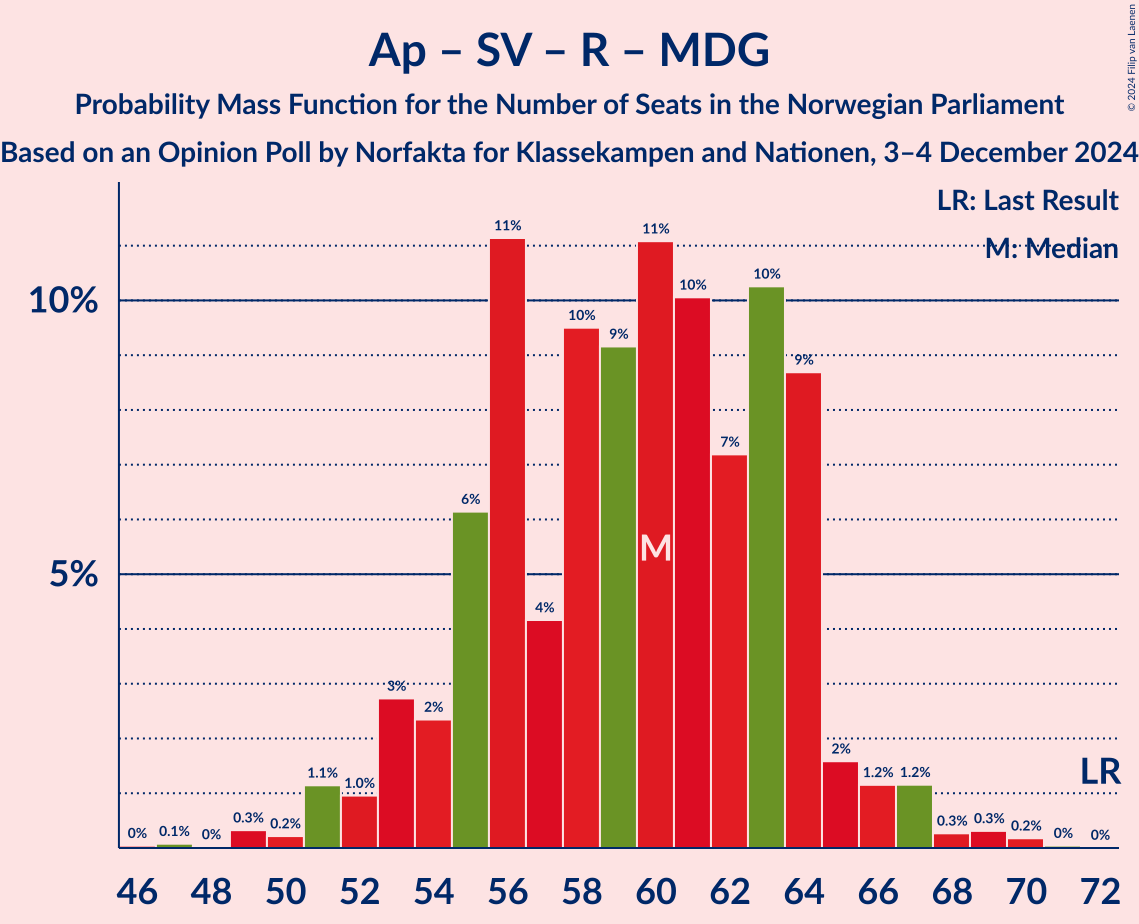 Ap – SV – R – MDG
Probability Mass Function for the Number of Seats in the Norwegian Parliament
Based on an Opinion Poll by Norfakta for Klassekampen and Nationen, 3–4 December 2024
© 2024 Filip van Laenen
LR: Last Result
M: Median
10%
5%
0% 0.1% 0% 0.3% 0.2% 1.1% 1.0% 3% 2% 6% 11% 4% 10% 9% 11% 10% 7% 10% 9% 2% 1.2% 1.2% 0.3% 0.3% 0.2% 0% 0%
M
LR
46 48 50 52 54 56 58 60 62 64 66 68 70 72